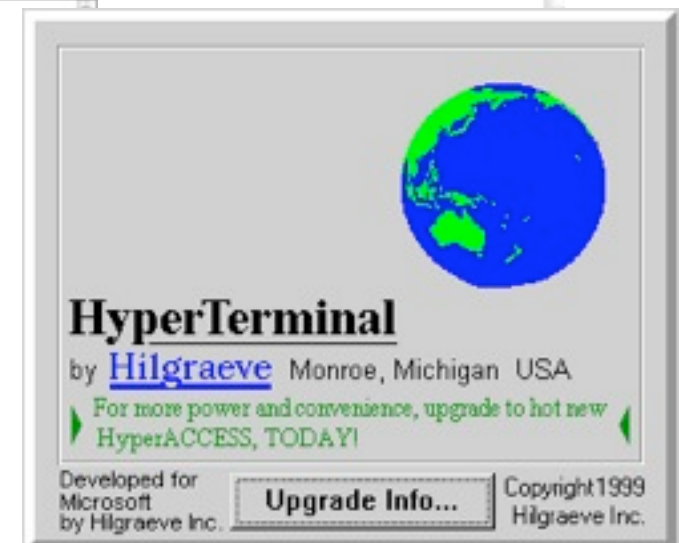 HyperTerminal
by Hilgraeve Monroe, Michigan USA
For more power and convenience, upgrade to hot new
HyperACCESS, TODAY!
Developed for
Microsoft
by Hilgraeve Inc.
Upgrade Info...
Copyright 1999
Hilgraeve Inc.